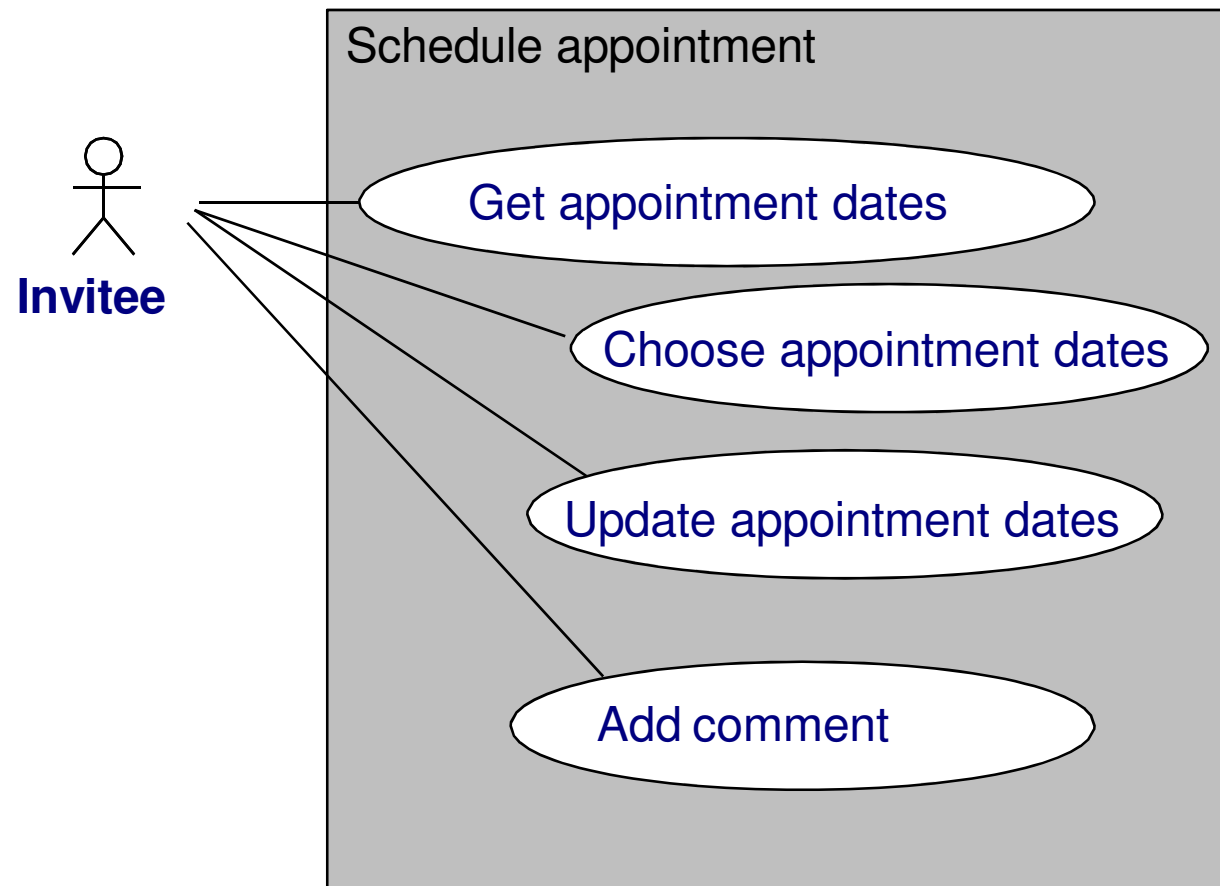 Schedule appointment
Get appointment dates
Invitee
Choose appointment dates
Update appointment dates
Add comment